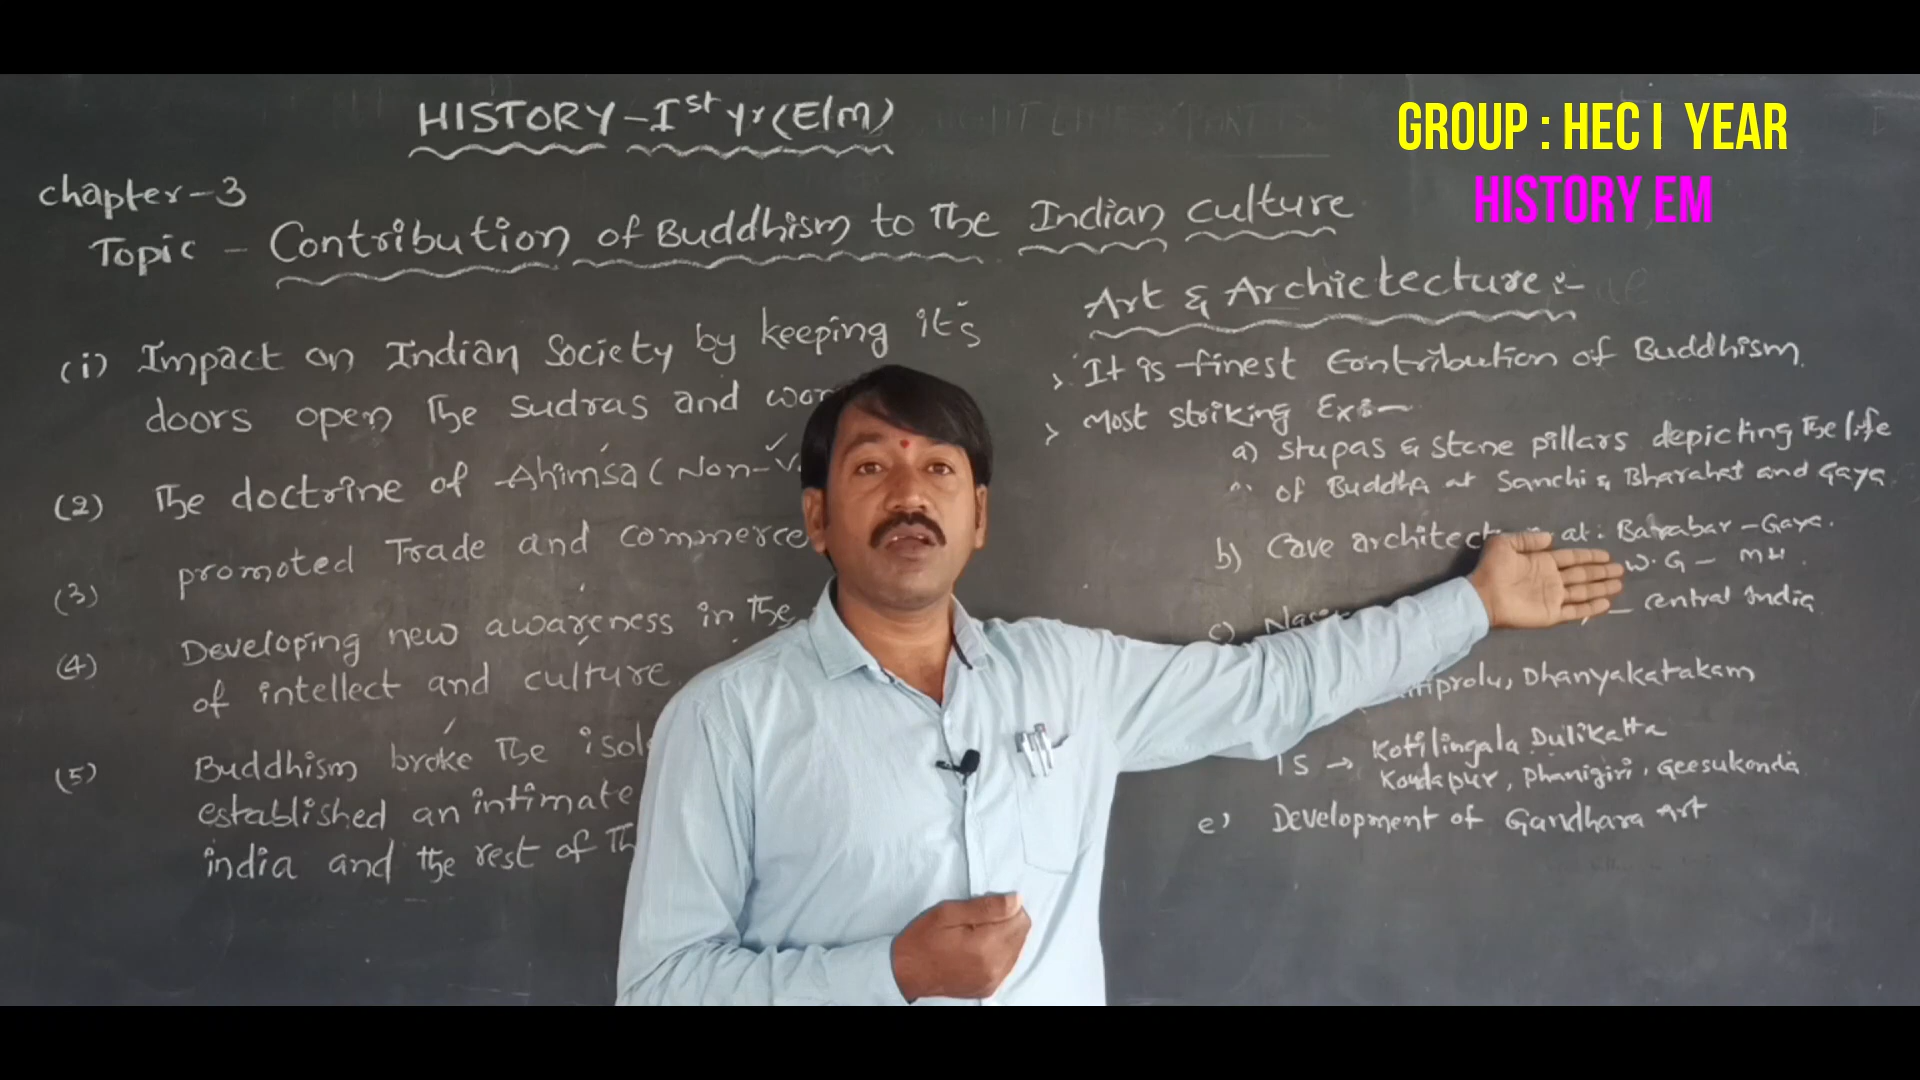 HISTORY - Ist yr (E/M)
GROUP : HEC I YEAR
HISTORY EM
chapter-3
Topic - Contribution of Buddhism to The Indian culture
(i) Impact on Indian Society by keeping it's
doors open The sudras and
(2) The doctrine of Ahimsa (Non-
(3) promoted Trade and commerce
(4) Developing new awareness in The
of intellect and culture
(5) Buddhism broke The
established an intimate
india and the rest of
Art & Archietecture :-
It is finest contribution of Buddhism
Most striking Ex:-
a) Stupas & stone pillars depicting The life
of Buddha at Sanchi & Bharahat and Gaya
b) Cave architect at. Barabar - Gaya.
W.G - MH
c) - central India
Dhanyakatakam
TS → Kotilingala Dulikatta
Kondapur, Phanigiri, Geesukonda
e) Development of Gandhara Art